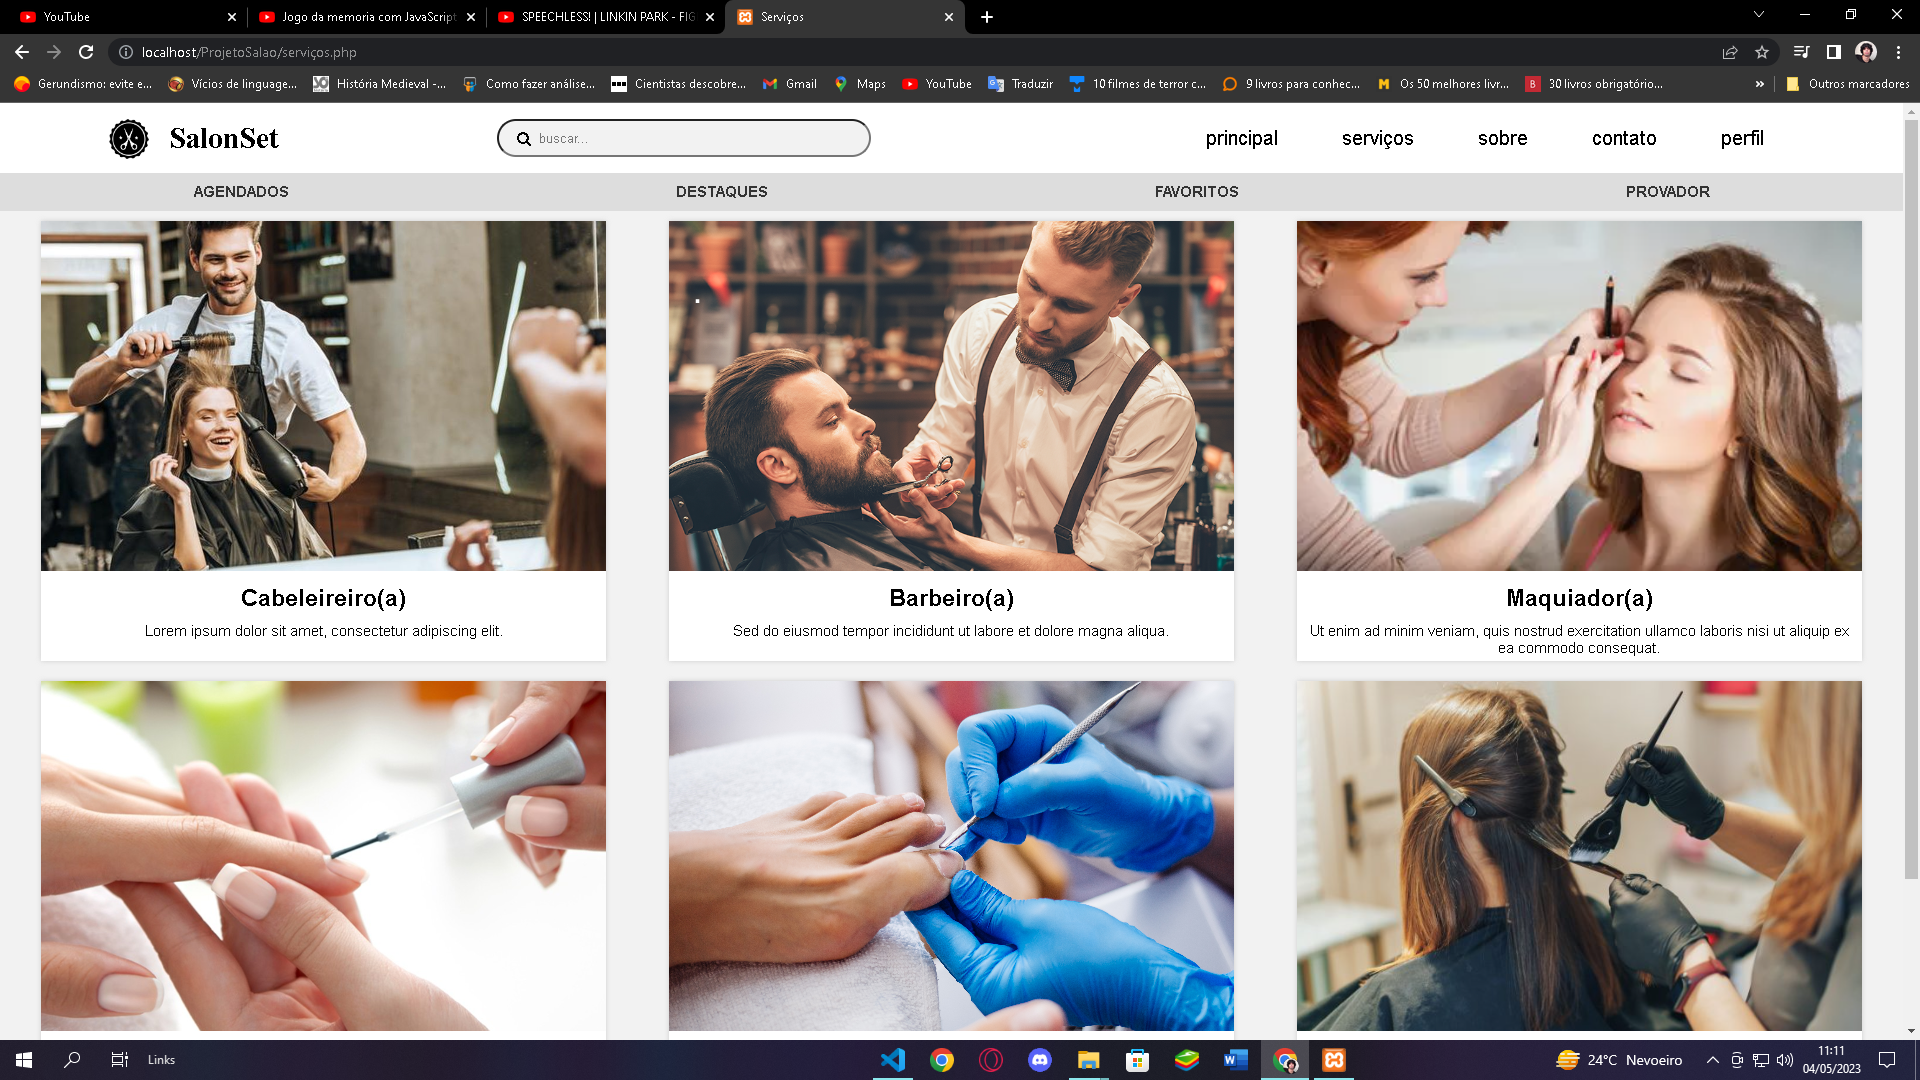 YouTube
Jogo da memoria com JavaScript
SPEECHLESS! | LINKIN PARK - FIG
Serviços
localhost/ProjetoSalao/serviços.php
Gerundismo: evite e...
Vícios de linguage...
História Medieval -...
Como fazer análise...
Cientistas descobre...
Gmail
Maps
YouTube
Traduzir
10 filmes de terror c...
9 livros para conhec...
Os 50 melhores livr...
30 livros obrigatório...
»
Outros marcadores
SalonSet
buscar...
principal
serviços
sobre
contato
perfil
AGENDADOS
DESTAQUES
FAVORITOS
PROVADOR
Cabeleireiro(a)
Lorem ipsum dolor sit amet, consectetur adipiscing elit.
Barbeiro(a)
Sed do eiusmod tempor incididunt ut labore et dolore magna aliqua.
Maquiador(a)
Ut enim ad minim veniam, quis nostrud exercitation ullamco laboris nisi ut aliquip ex
ea commodo consequat.
Links
24°C Nevoeiro
11:11
04/05/2023